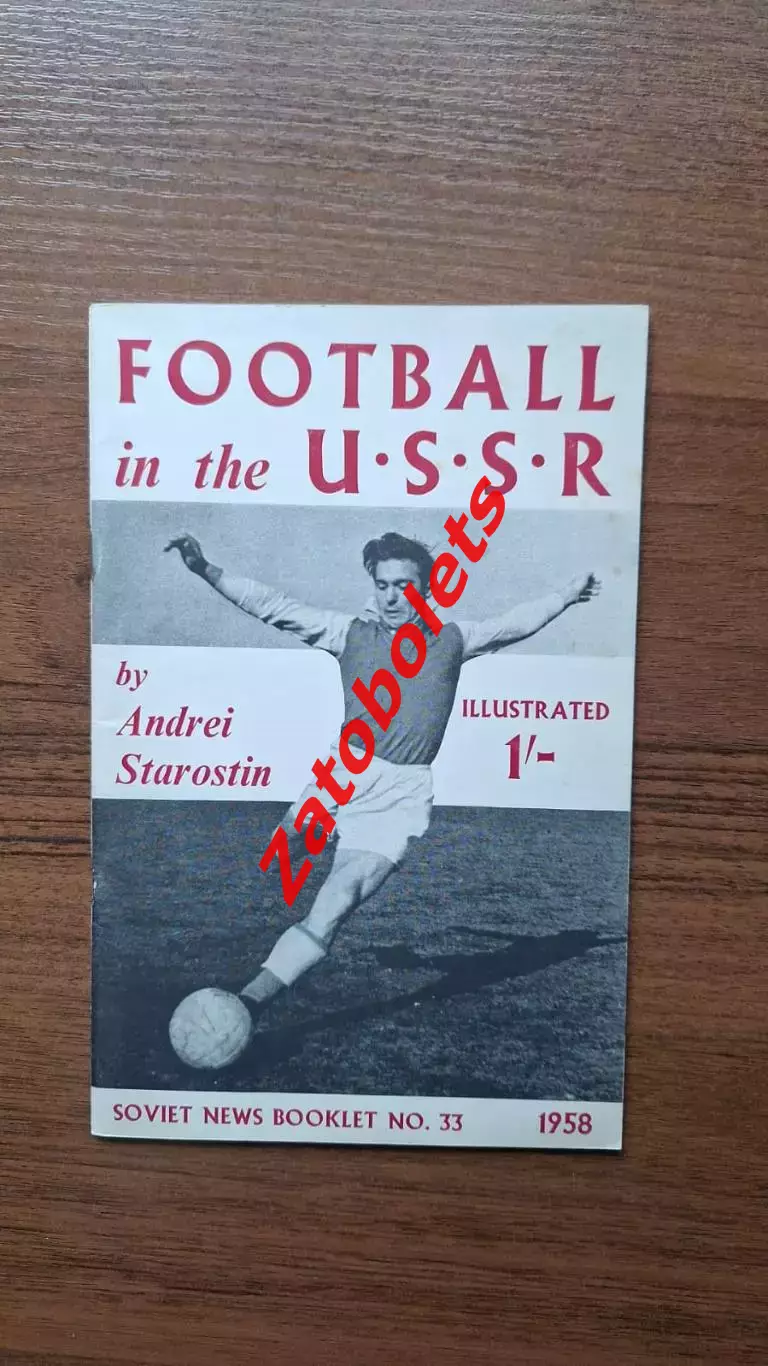 FOOTBALL
in the U·S·S·R
by
Andrei
Starostin
ILLUSTRATED
1/-
Zatobolets
SOVIET NEWS BOOKLET NO. 33 1958